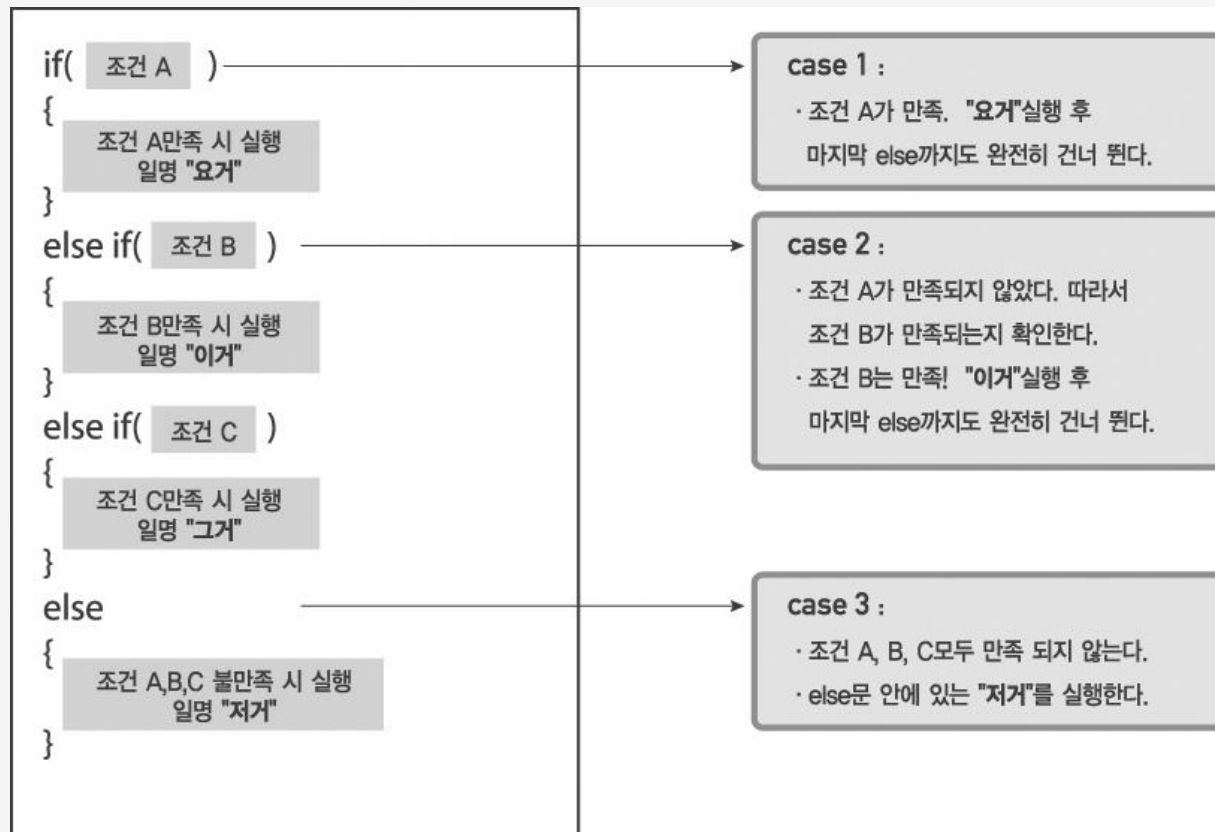 if( 조건 A )
{
조건 A만족 시 실행
일명 "요거"
}
else if( 조건 B )
{
조건 B만족 시 실행
일명 "이거"
}
else if( 조건 C )
{
조건 C만족 시 실행
일명 "그거"
}
else
{
조건 A,B,C 불만족 시 실행
일명 "저거"
}
case 1 :
· 조건 A가 만족. "요거"실행 후
마지막 else까지도 완전히 건너 뛴다.
case 2 :
· 조건 A가 만족되지 않았다. 따라서
조건 B가 만족되는지 확인한다.
· 조건 B는 만족! "이거"실행 후
마지막 else까지도 완전히 건너 뛴다.
case 3 :
· 조건 A, B, C모두 만족 되지 않는다.
· else문 안에 있는 "저거"를 실행한다.